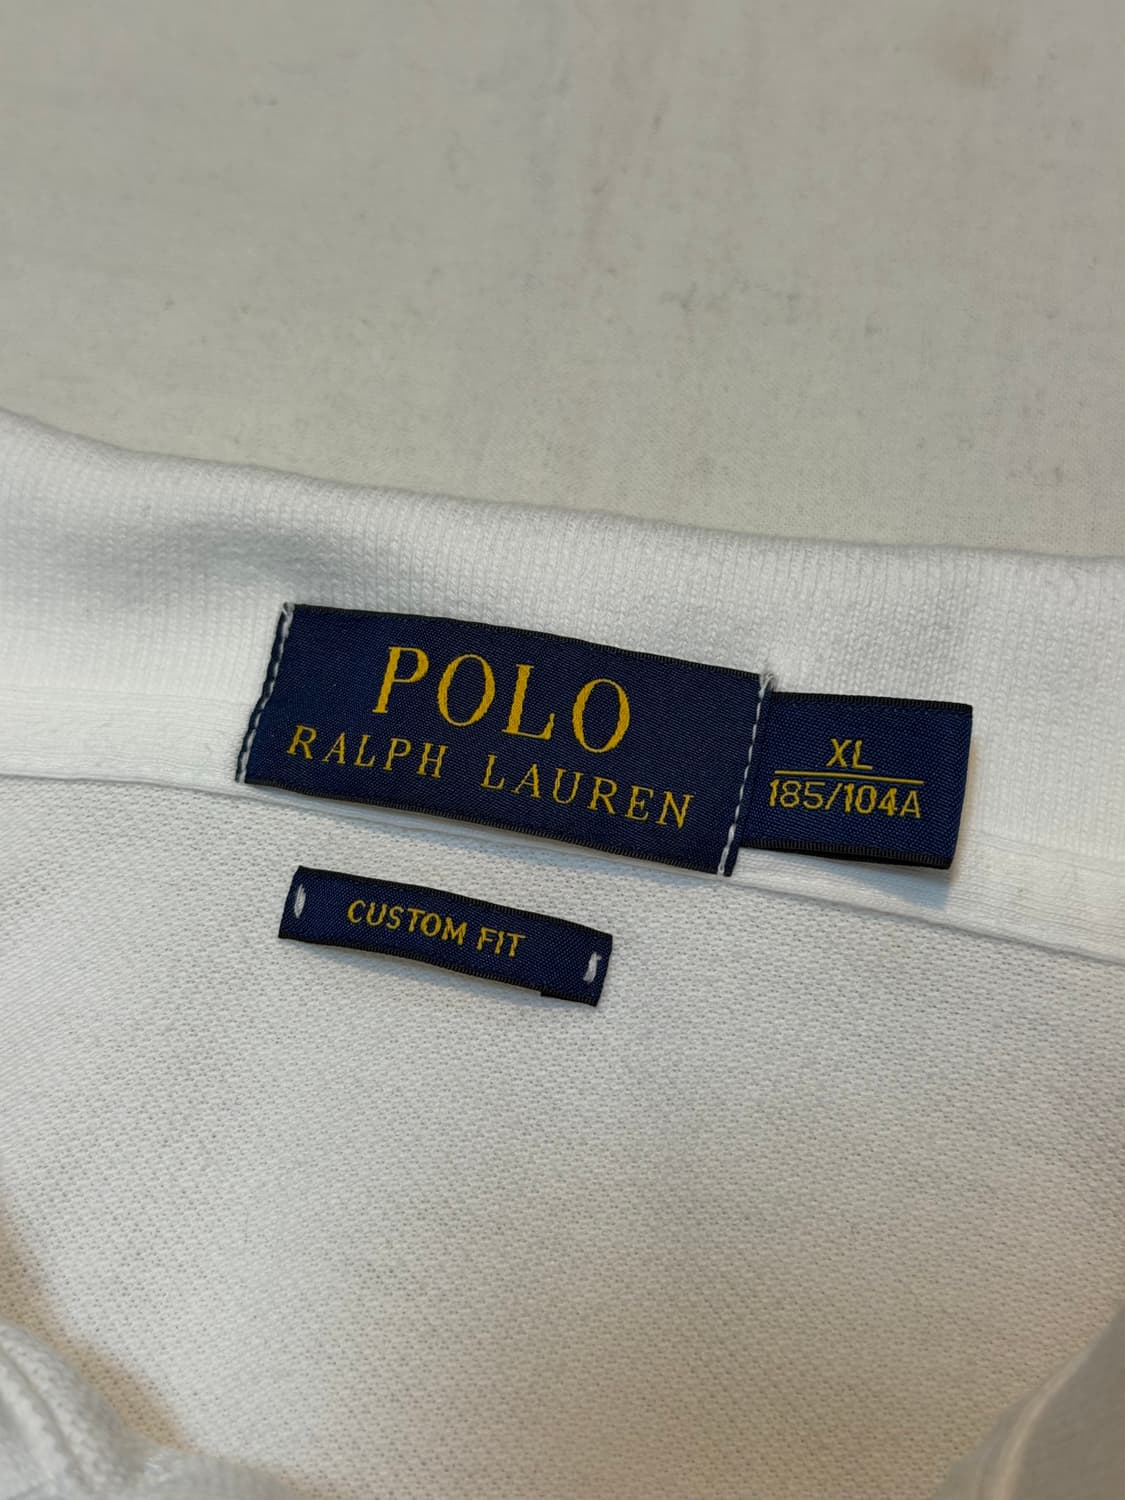 POLO
RALPH LAUREN
XL
185/104A
CUSTOM FIT